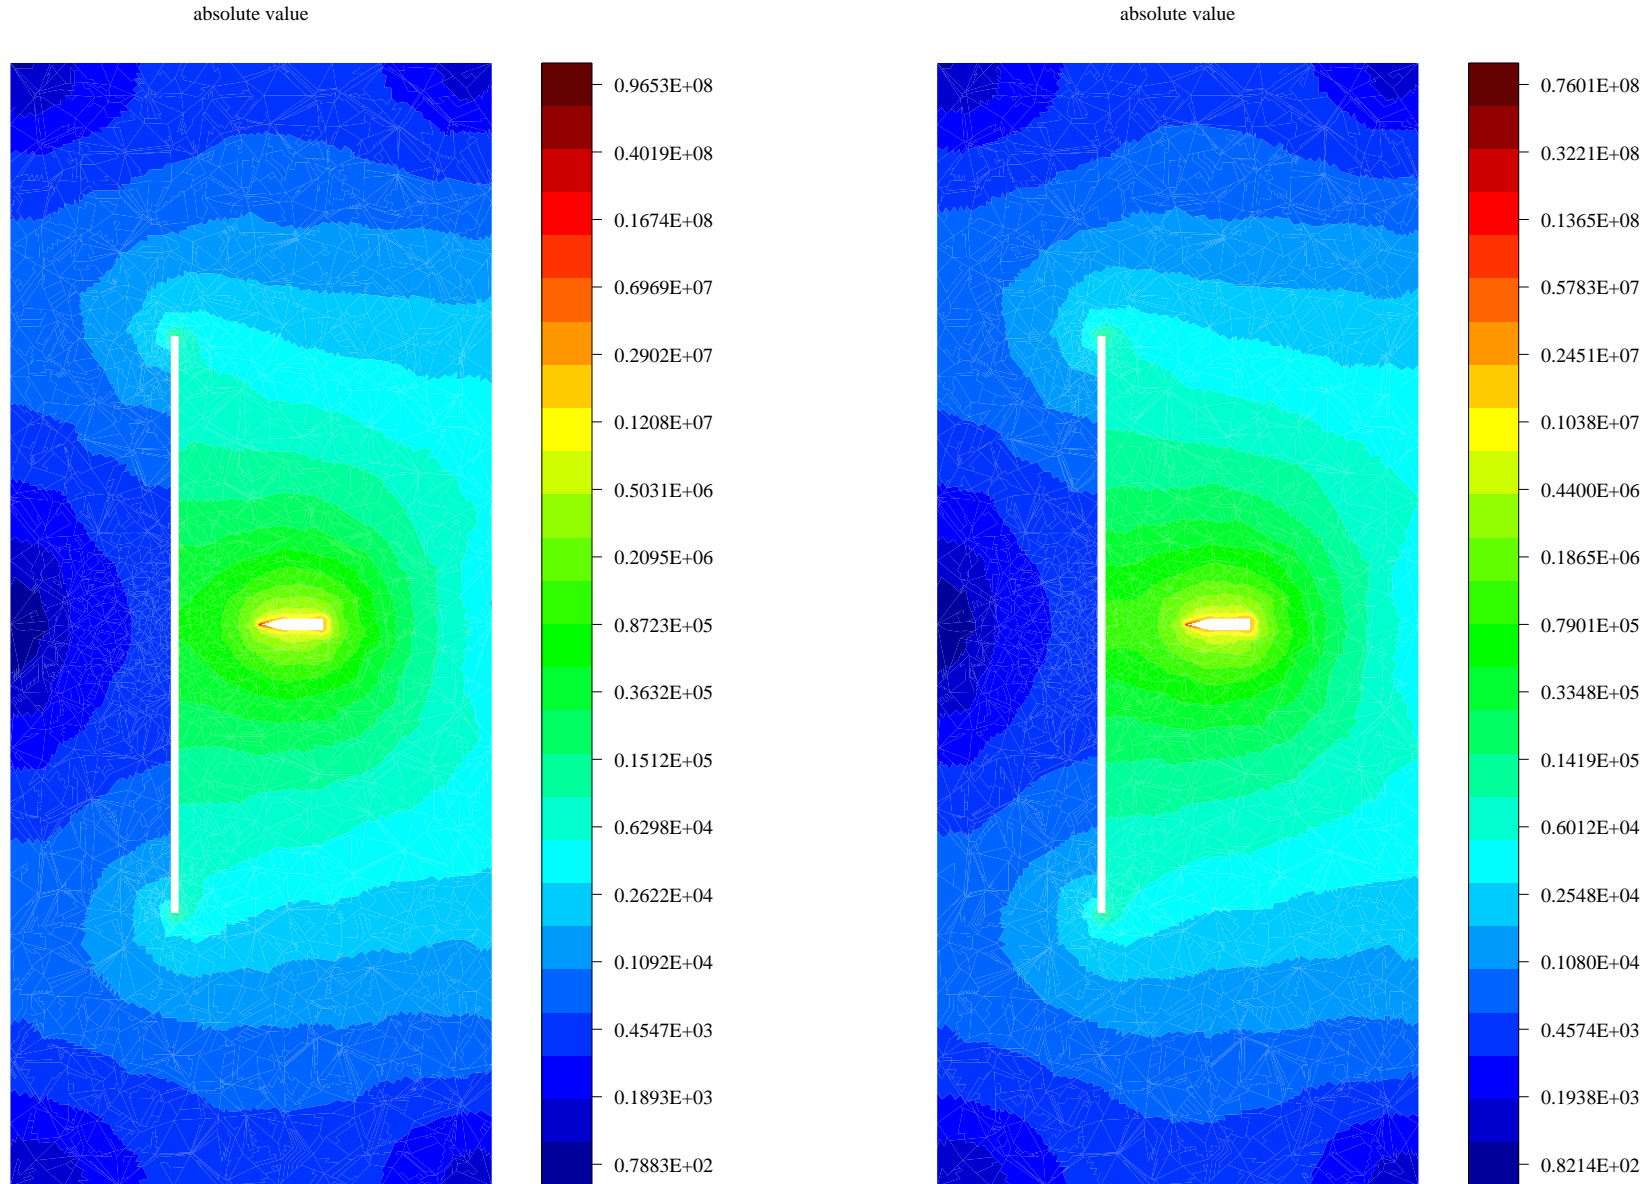 absolute value
0.9653E+08
0.4019E+08
0.1674E+08
0.6969E+07
0.2902E+07
0.1208E+07
0.5031E+06
0.2095E+06
0.8723E+05
0.3632E+05
0.1512E+05
0.6298E+04
0.2622E+04
0.1092E+04
0.4547E+03
0.1893E+03
0.7883E+02
absolute value
0.7601E+08
0.3221E+08
0.1365E+08
0.5783E+07
0.2451E+07
0.1038E+07
0.4400E+06
0.1865E+06
0.7901E+05
0.3348E+05
0.1419E+05
0.6012E+04
0.2548E+04
0.1080E+04
0.4574E+03
0.1938E+03
0.8214E+02